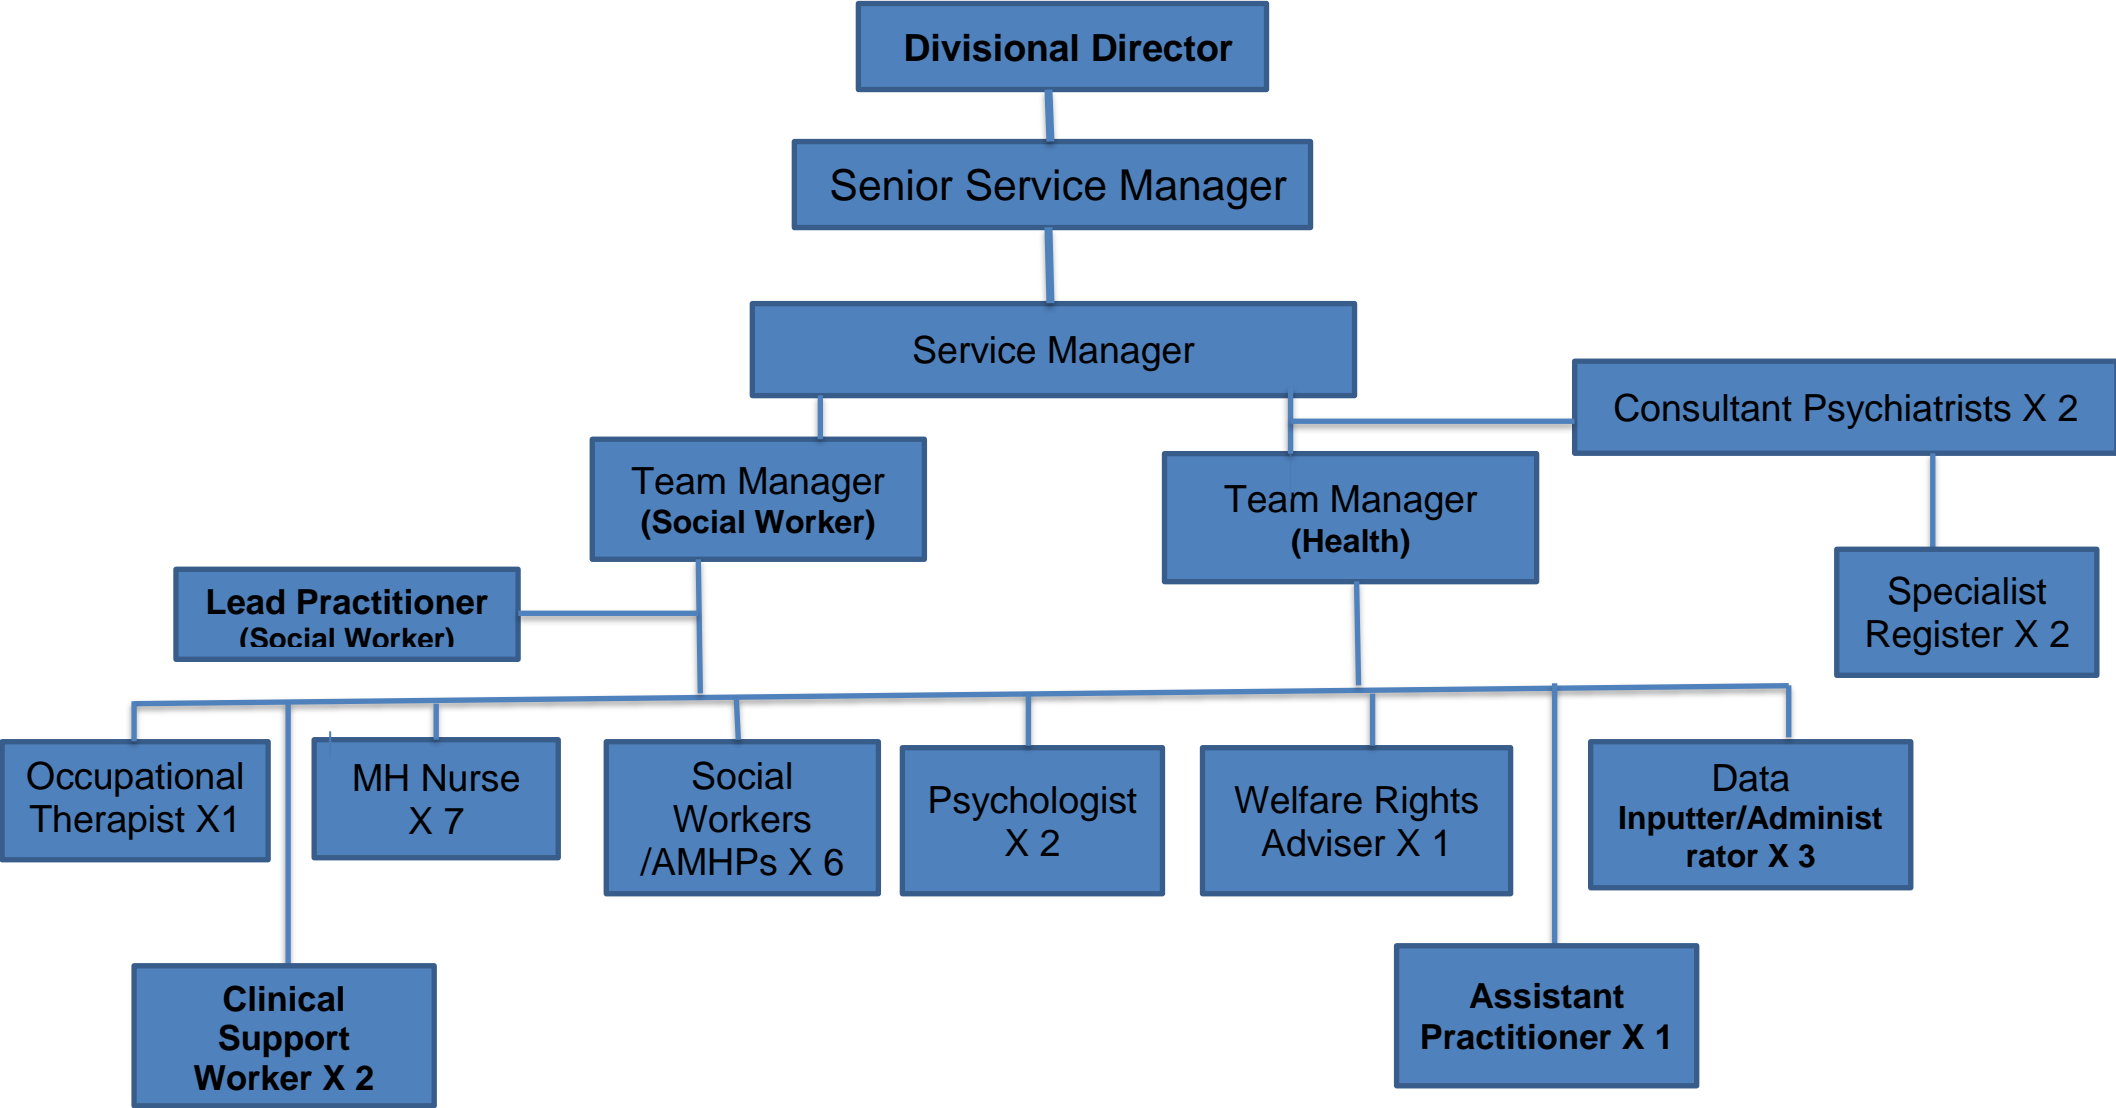 Divisional Director
Senior Service Manager
Service Manager
Consultant Psychiatrists X 2
Team Manager
(Social Worker)
Team Manager
(Health)
Lead Practitioner
(Social Worker)
Specialist
Register X 2
Occupational
Therapist X1
MH Nurse
X 7
Social
Workers
/AMHPs X 6
Psychologist
X 2
Welfare Rights
Adviser X 1
Data
Inputter/Administ
rator X 3
Clinical
Support
Worker X 2
Assistant
Practitioner X 1